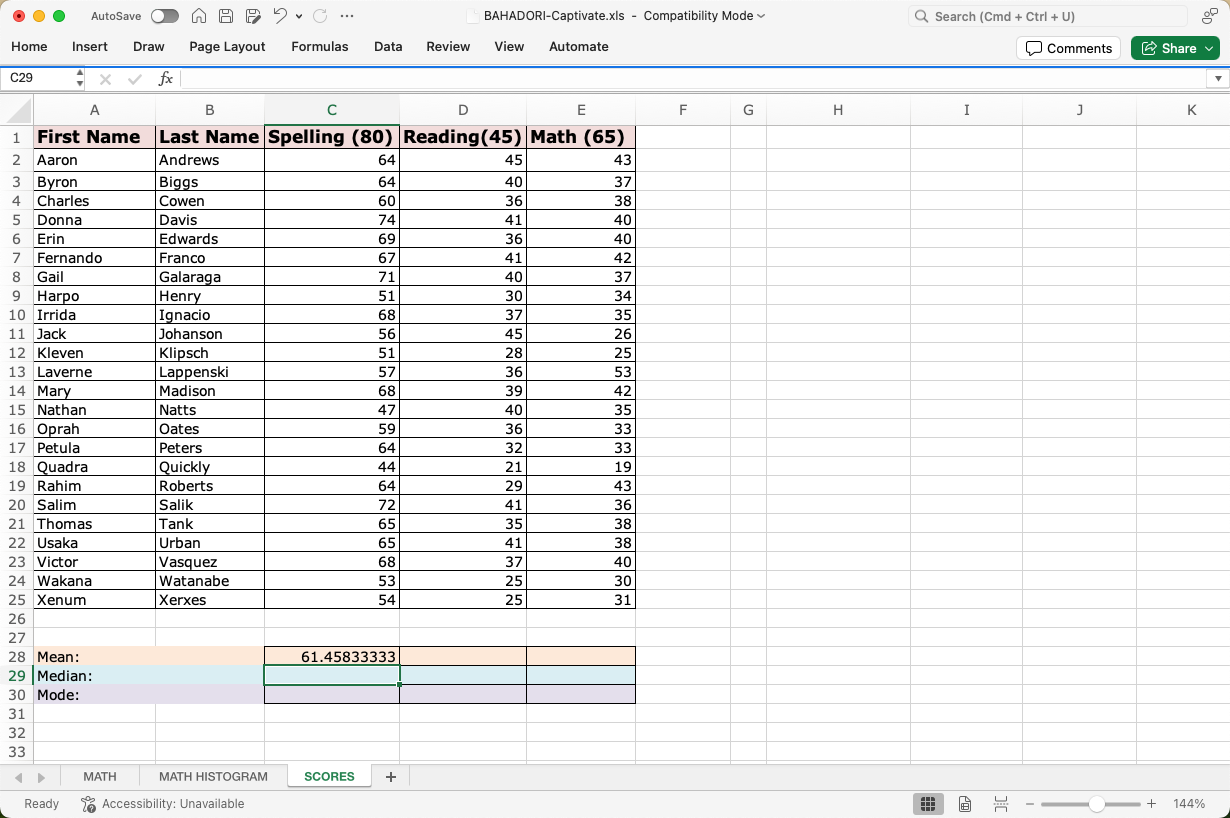 AutoSave BAHADORI-Captivate.xls - Compatibility Mode Search (Cmd + Ctrl + U)
Home Insert Draw Page Layout Formulas Data Review View Automate Comments Share
C29 fx
A B C D E F G H I J K
1 First Name Last Name Spelling (80) Reading(45) Math (65)
2 Aaron Andrews 64 45 43
3 Byron Biggs 64 40 37
4 Charles Cowen 60 36 38
5 Donna Davis 74 41 40
6 Erin Edwards 69 36 40
7 Fernando Franco 67 41 42
8 Gail Galaraga 71 40 37
9 Harpo Henry 51 30 34
10 Irrida Ignacio 68 37 35
11 Jack Johanson 56 45 26
12 Kleven Klipsch 51 28 25
13 Laverne Lappenski 57 36 53
14 Mary Madison 68 39 42
15 Nathan Natts 47 40 35
16 Oprah Oates 59 36 33
17 Petula Peters 64 32 33
18 Quadra Quickly 44 21 19
19 Rahim Roberts 64 29 43
20 Salim Salik 72 41 36
21 Thomas Tank 65 35 38
22 Usaka Urban 65 41 38
23 Victor Vasquez 68 37 40
24 Wakana Watanabe 53 25 30
25 Xenum Xerxes 54 25 31
26
27
28 Mean: 61.45833333
29 Median:
30 Mode:
31
32
33
MATH MATH HISTOGRAM SCORES +
Ready Accessibility: Unavailable 144%